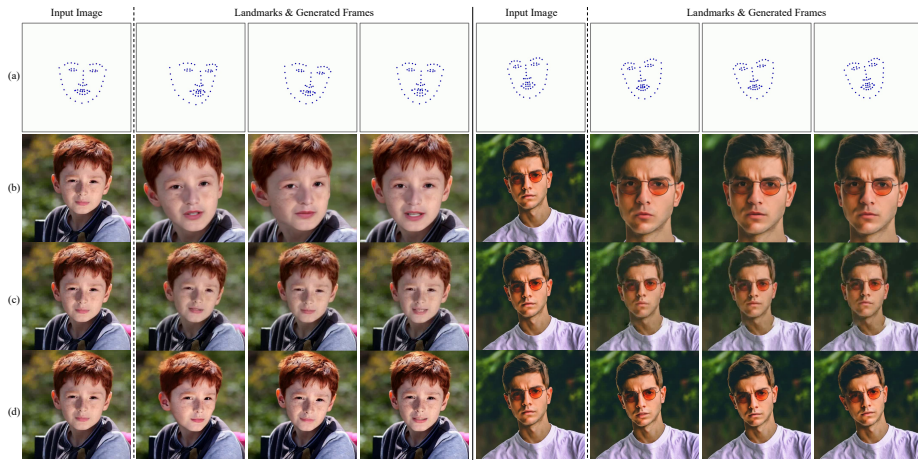 Input Image
Landmarks & Generated Frames
Input Image
Landmarks & Generated Frames
(a)
(b)
(c)
(d)